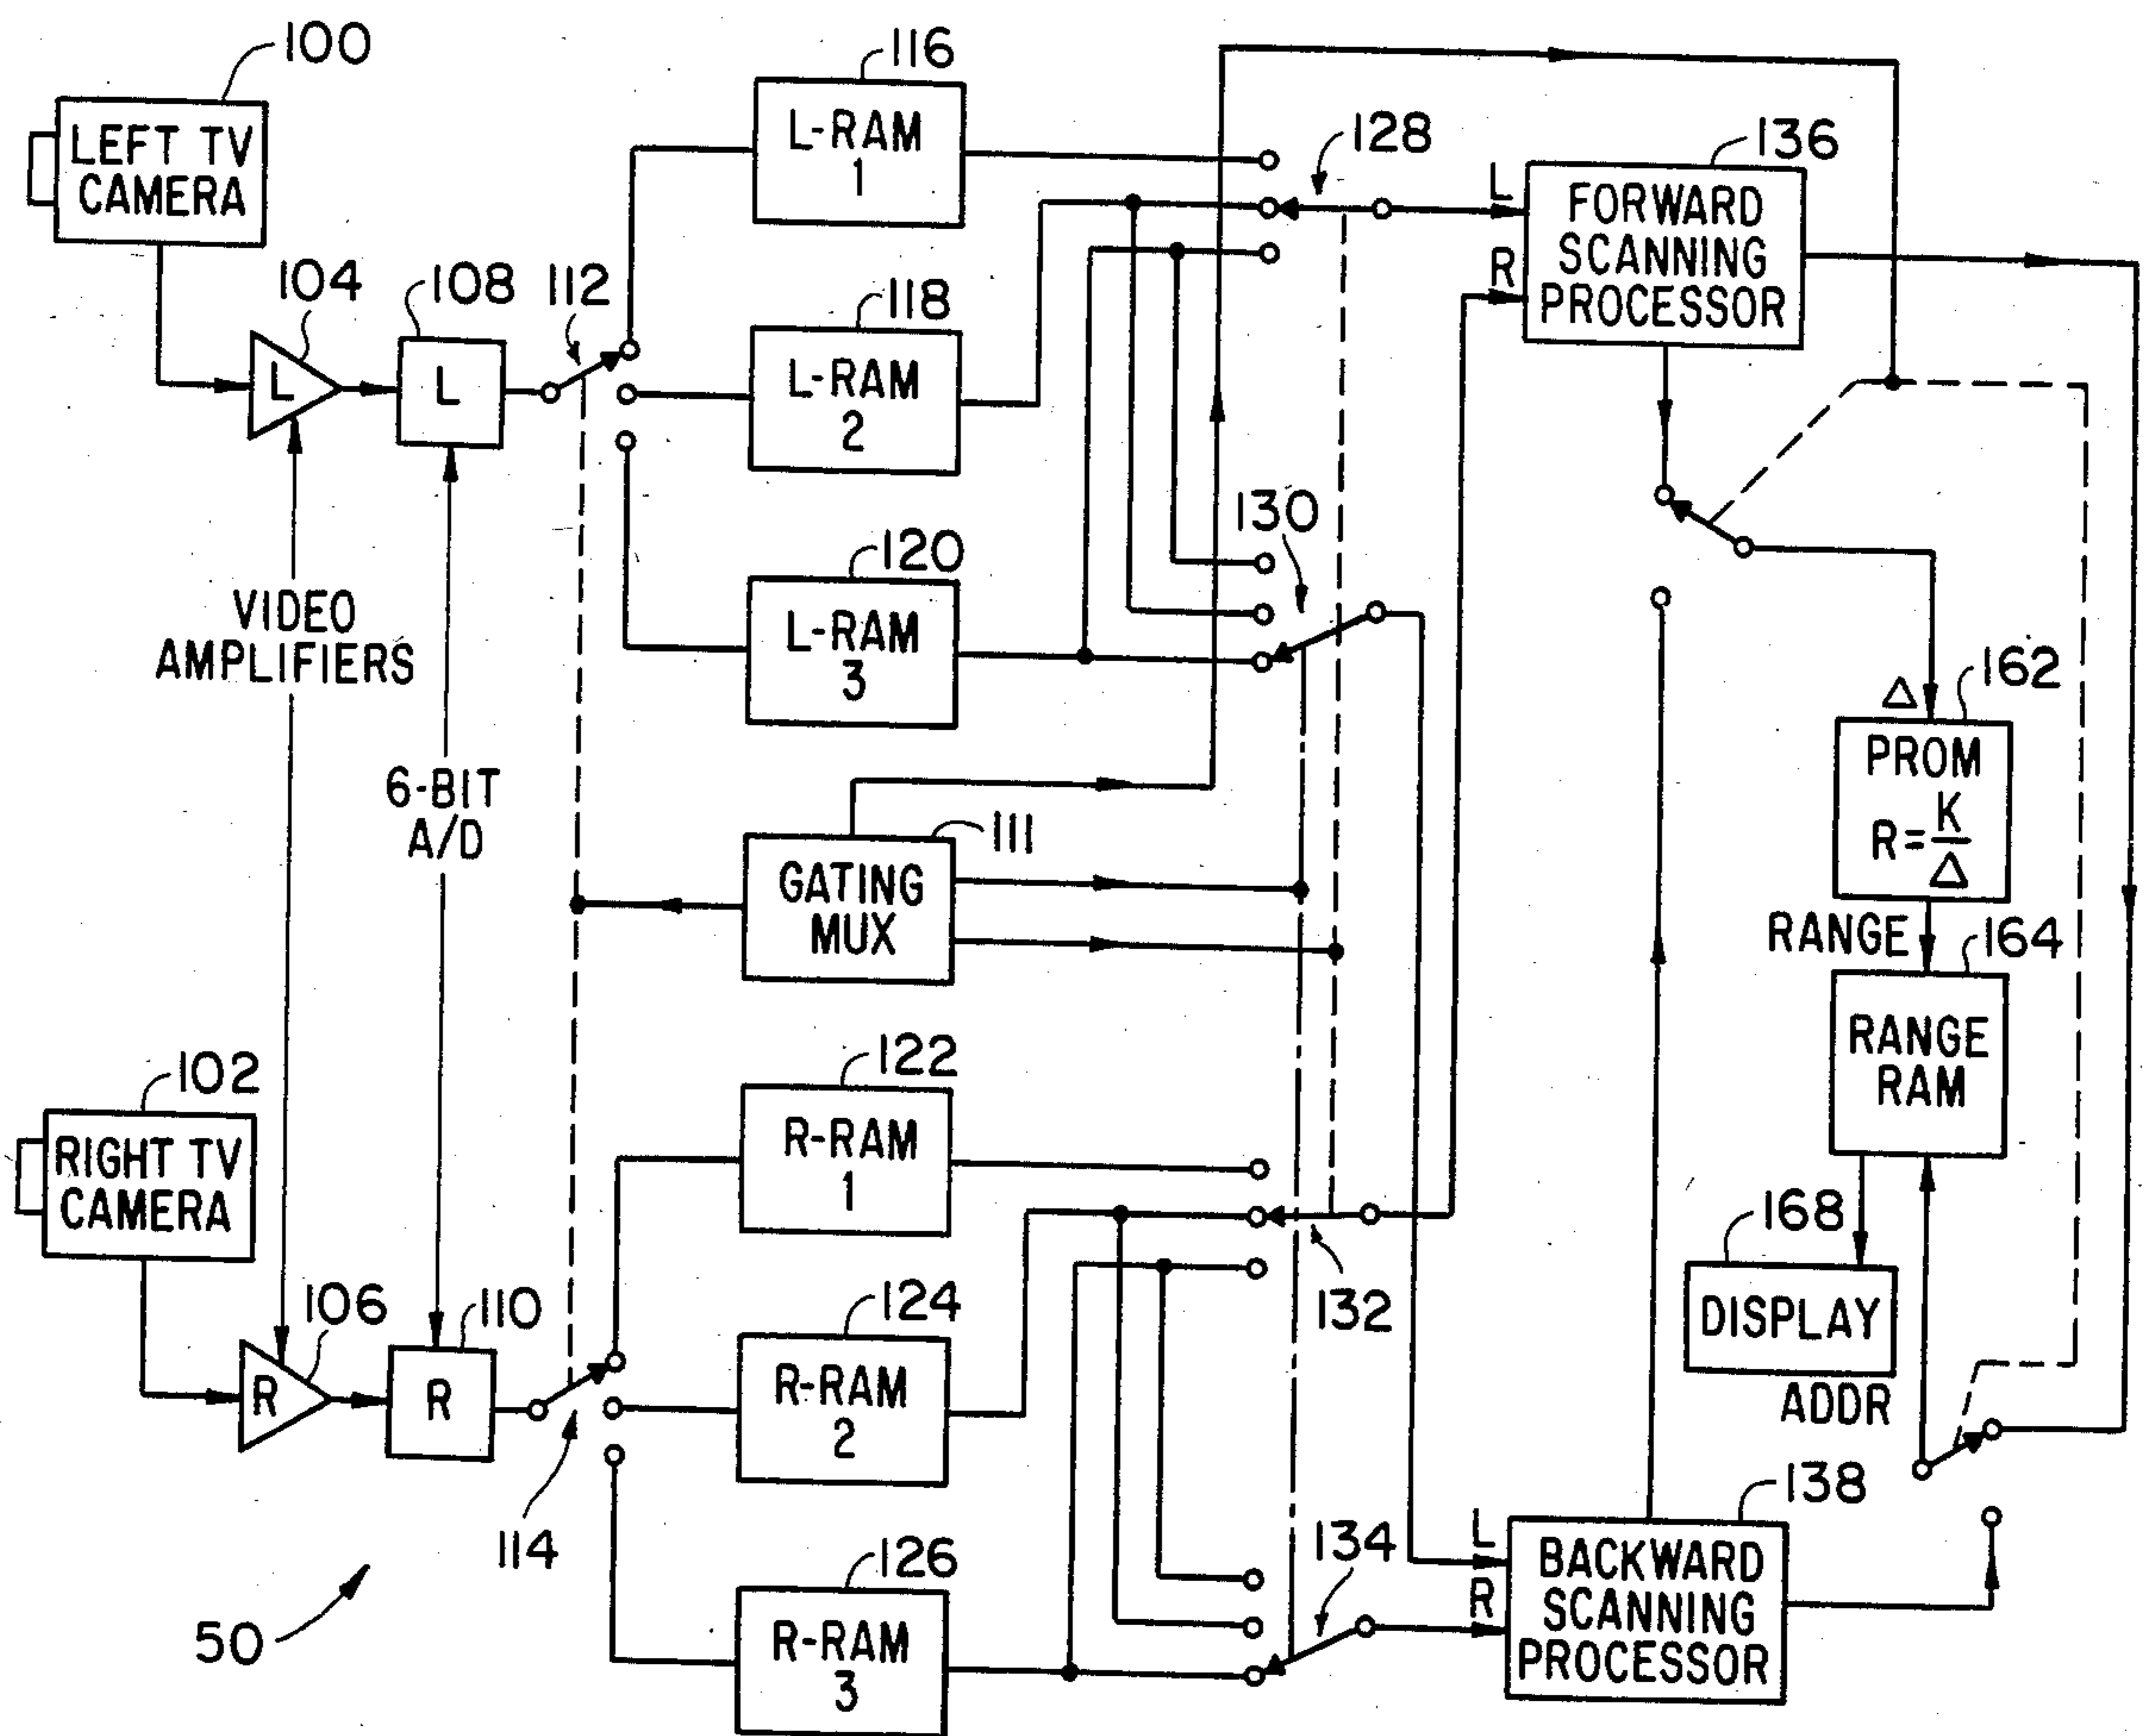 100
LEFT TV
CAMERA
104
L
108
L
112
116
L-RAM
1
118
L-RAM
2
120
L-RAM
3
128
130
136
L
R
FORWARD
SCANNING
PROCESSOR
VIDEO
AMPLIFIERS
6-BIT
A/D
111
GATING
MUX
Δ
162
PROM
R=K/Δ
RANGE
164
RANGE
RAM
168
DISPLAY
ADDR
102
RIGHT TV
CAMERA
106
R
110
R
114
122
R-RAM
1
124
R-RAM
2
126
R-RAM
3
132
134
138
L
R
BACKWARD
SCANNING
PROCESSOR
50